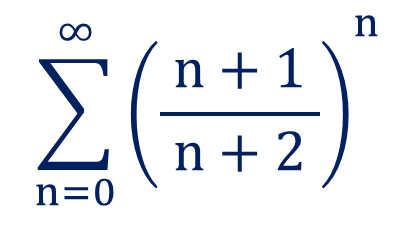 ∞
∑ ( (n + 1) / (n + 2) )ⁿ
n=0